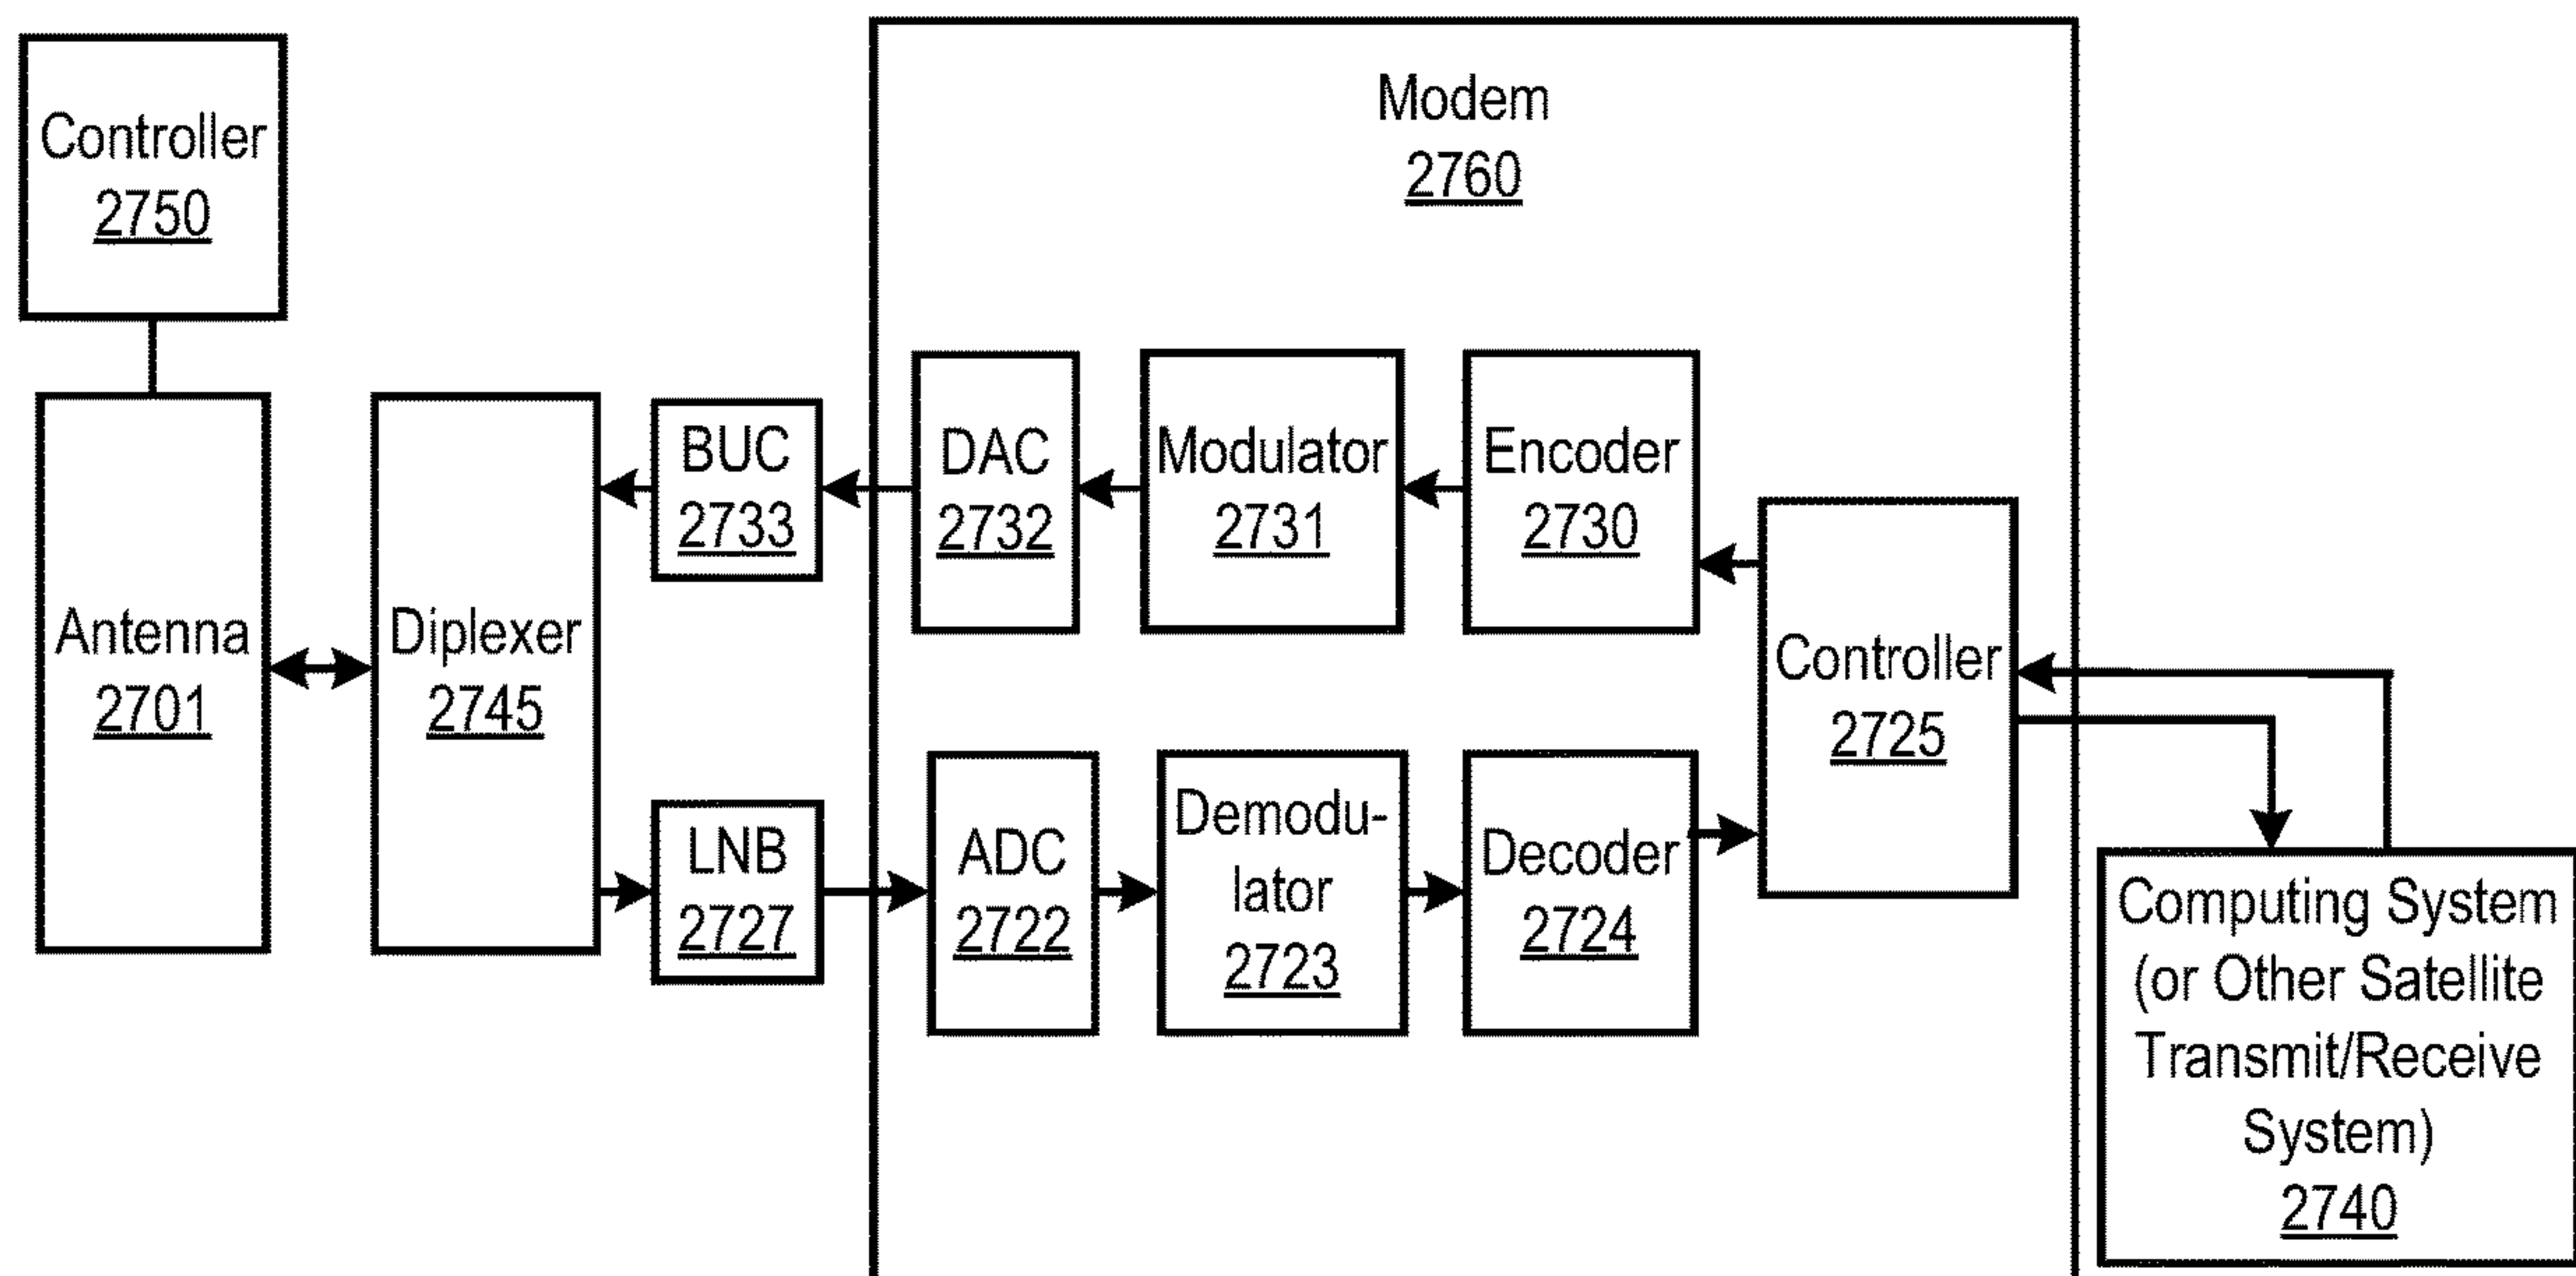 Modem
2760
Controller
2750
Antenna
2701
Diplexer
2745
BUC
2733
DAC
2732
Modulator
2731
Encoder
2730
Controller
2725
LNB
2727
ADC
2722
Demodu-
lator
2723
Decoder
2724
Computing System
(or Other Satellite
Transmit/Receive
System)
2740